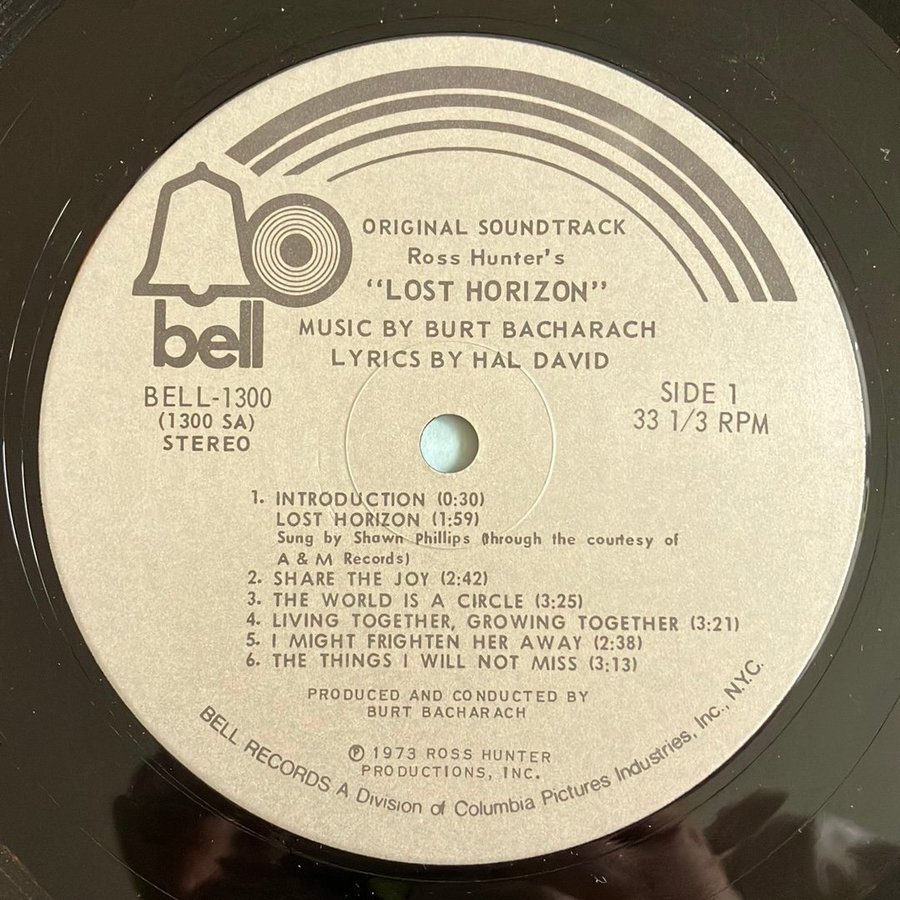 ORIGINAL SOUNDTRACK
Ross Hunter's
"LOST HORIZON"
MUSIC BY BURT BACHARACH
LYRICS BY HAL DAVID
bell
BELL-1300
(1300 SA)
STEREO
SIDE 1
33 1/3 RPM
1. INTRODUCTION (0:30)
LOST HORIZON (1:59)
Sung by Shawn Phillips (through the courtesy of
A & M Records)
2. SHARE THE JOY (2:42)
3. THE WORLD IS A CIRCLE (3:25)
4. LIVING TOGETHER, GROWING TOGETHER (3:21)
5. I MIGHT FRIGHTEN HER AWAY (2:38)
6. THE THINGS I WILL NOT MISS (3:13)
PRODUCED AND CONDUCTED BY
BURT BACHARACH
℗ 1973 ROSS HUNTER
PRODUCTIONS, INC.
BELL RECORDS A Division of Columbia Pictures Industries, Inc., N.Y.C.